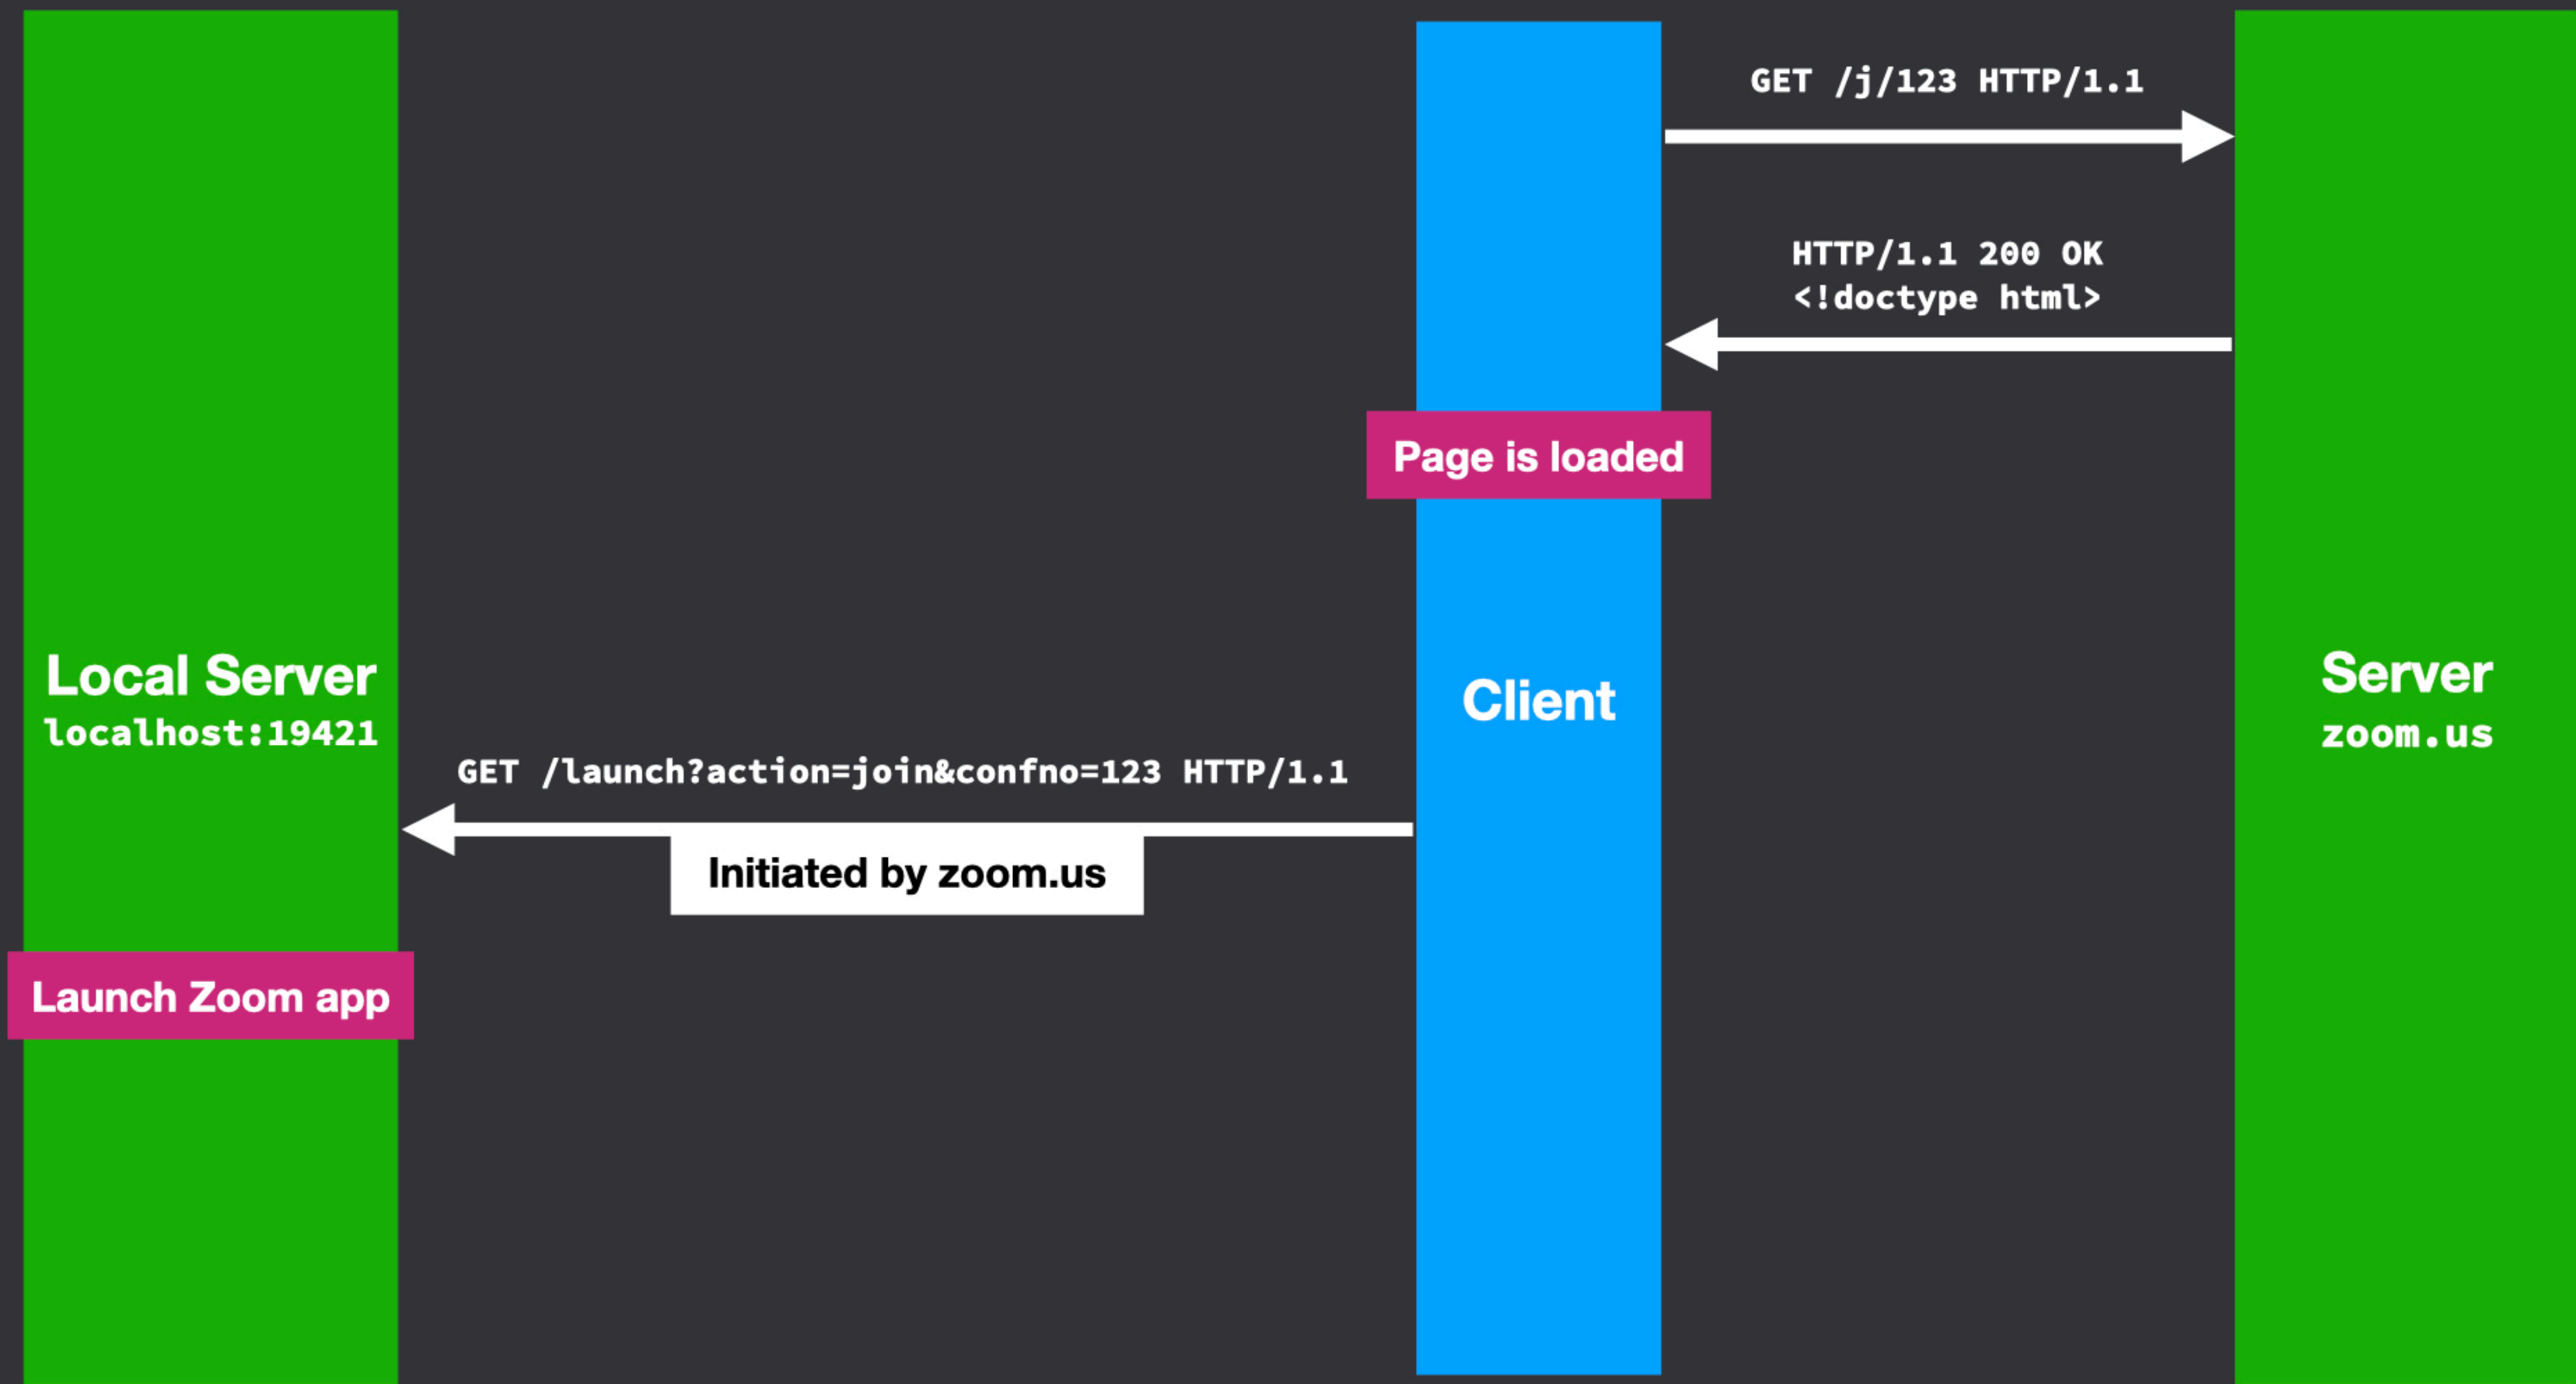 GET /j/123 HTTP/1.1
HTTP/1.1 200 OK
<!doctype html>
Page is loaded
Local Server
localhost:19421
Client
Server
zoom.us
GET /launch?action=join&confno=123 HTTP/1.1
Initiated by zoom.us
Launch Zoom app